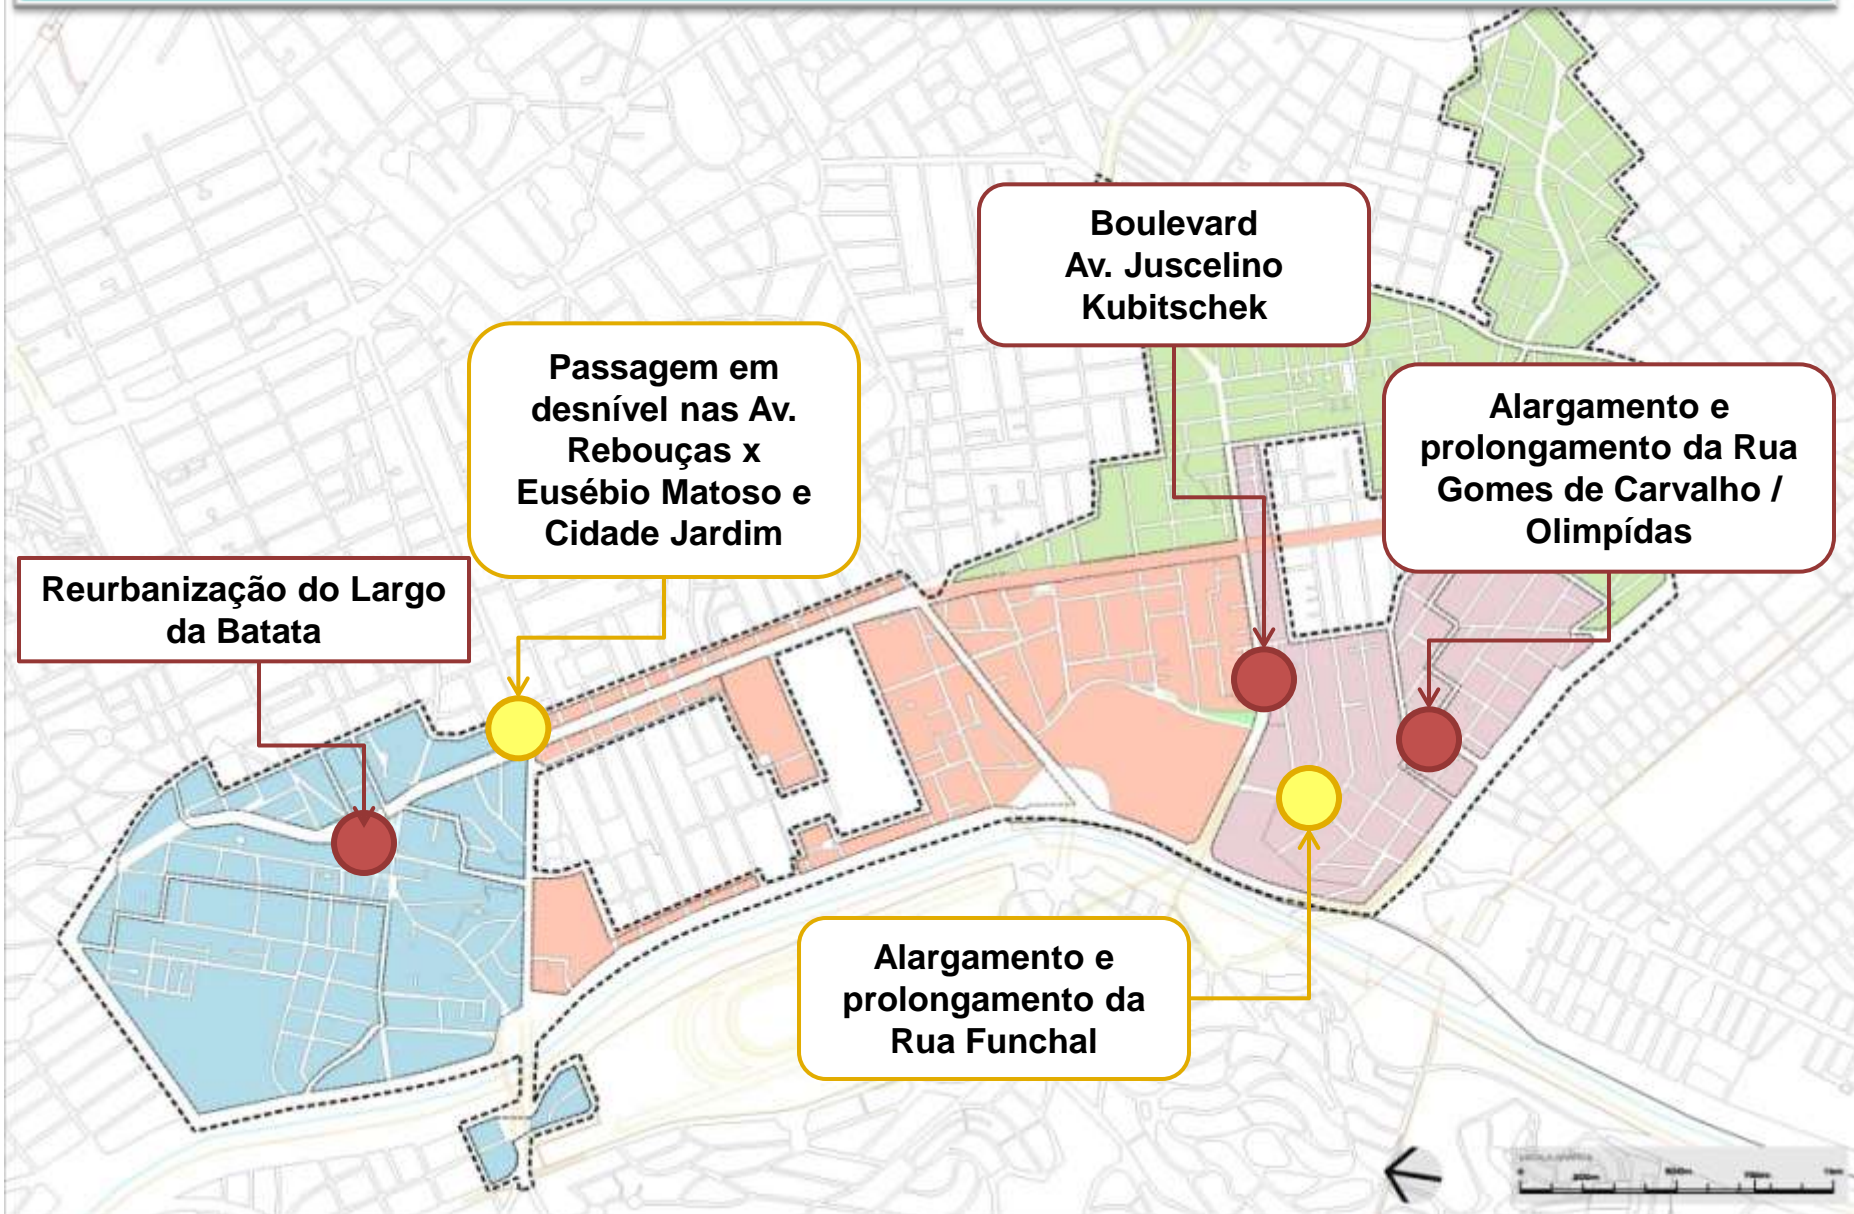 Boulevard
Av. Juscelino
Kubitschek
Passagem em
desnível nas Av.
Rebouças x
Eusébio Matoso e
Cidade Jardim
Alargamento e
prolongamento da Rua
Gomes de Carvalho /
Olimpídas
Reurbanização do Largo
da Batata
Alargamento e
prolongamento da
Rua Funchal